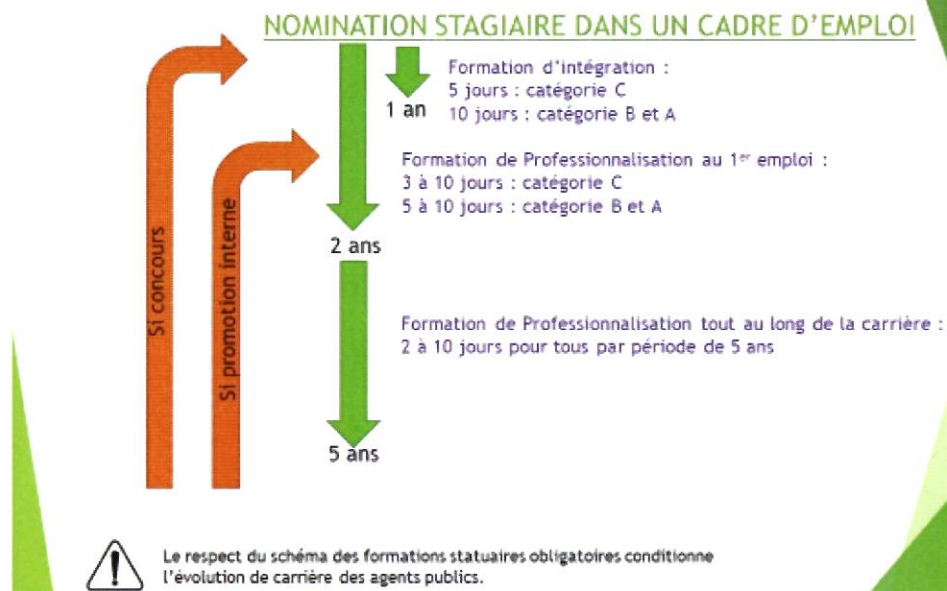 NOMINATION STAGIAIRE DANS UN CADRE D'EMPLOI
Formation d'intégration :
5 jours : catégorie C
10 jours : catégorie B et A
1 an
Formation de Professionnalisation au 1er emploi :
3 à 10 jours : catégorie C
5 à 10 jours : catégorie B et A
2 ans
Si concours
Si promotion interne
Formation de Professionnalisation tout au long de la carrière :
2 à 10 jours pour tous par période de 5 ans
5 ans
Le respect du schéma des formations statuaires obligatoires conditionne
l'évolution de carrière des agents publics.